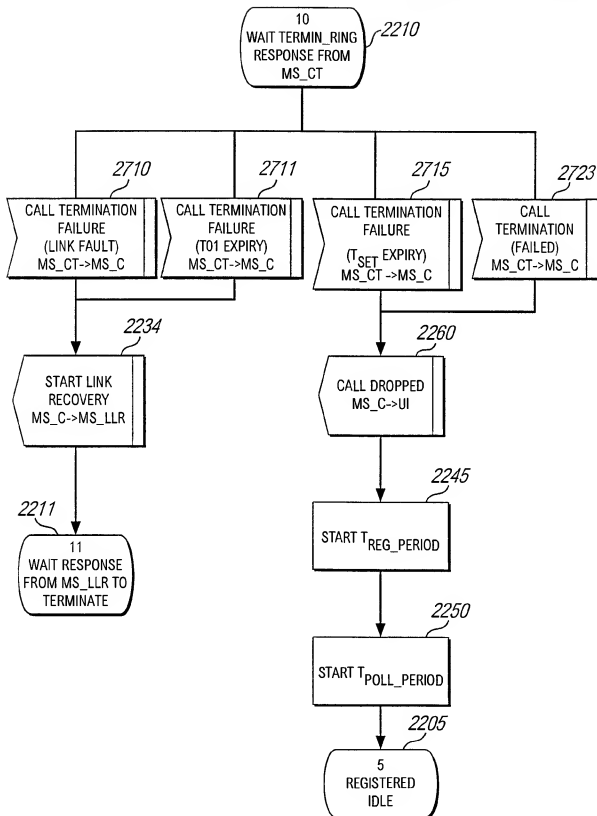 10
WAIT TERMIN_RING
RESPONSE FROM
MS_CT
2210
2710
CALL TERMINATION
FAILURE
(LINK FAULT)
MS_CT->MS_C
2711
CALL TERMINATION
FAILURE
(T01 EXPIRY)
MS_CT->MS_C
2715
CALL TERMINATION
FAILURE
(TSET EXPIRY)
MS_CT->MS_C
2723
CALL
TERMINATION
(FAILED)
MS_CT->MS_C
2234
START LINK
RECOVERY
MS_C->MS_LLR
2260
CALL DROPPED
MS_C->UI
2211
11
WAIT RESPONSE
FROM MS_LLR TO
TERMINATE
2245
START TREG_PERIOD
2250
START TPOLL_PERIOD
2205
5
REGISTERED
IDLE